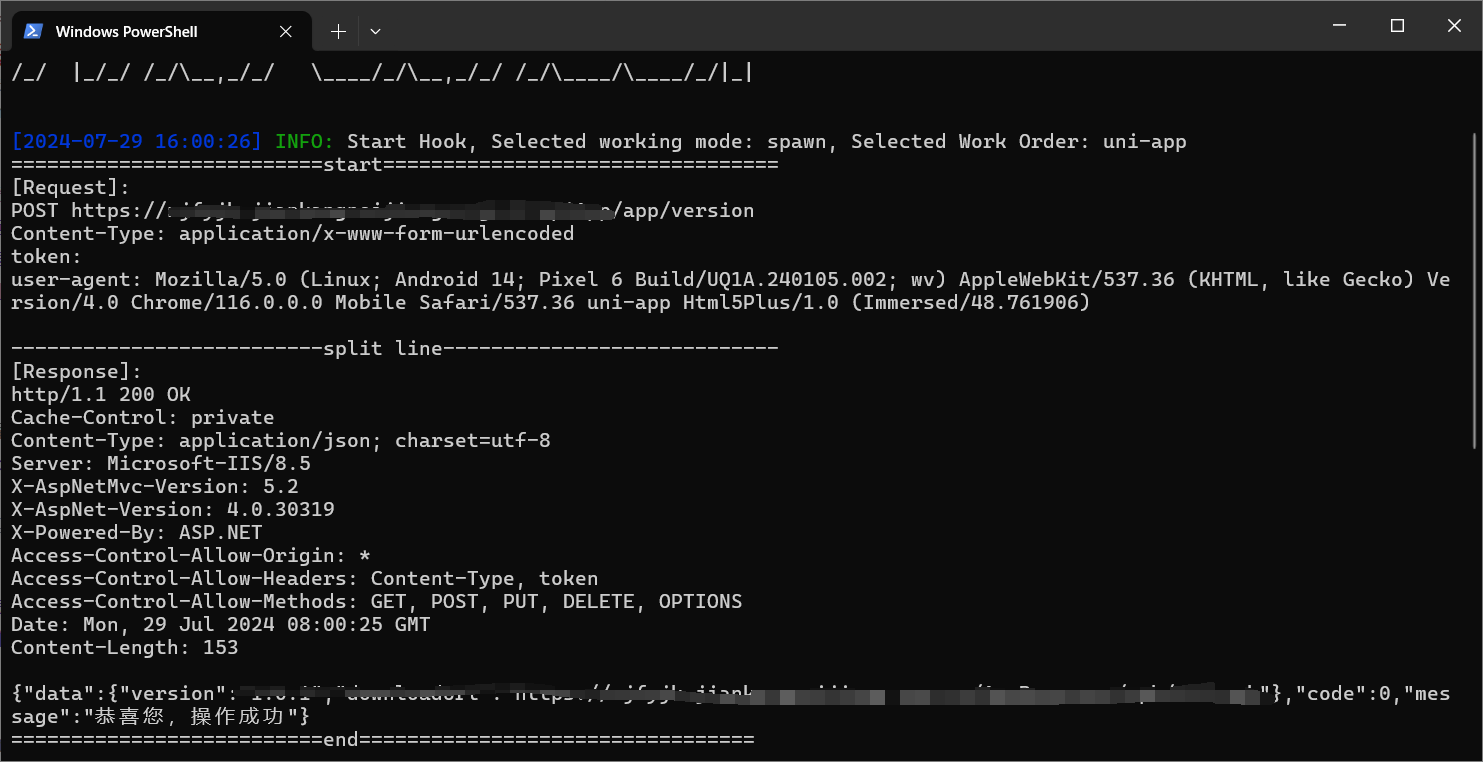 Windows PowerShell
/_/  |_/_/ /_/\__,_/_/   \____/_/\__,_/_/ /_/\____/\____/_/|_|
[2024-07-29 16:00:26] INFO: Start Hook, Selected working mode: spawn, Selected Work Order: uni-app
==========================start=================================
[Request]:
POST https:///app/version
Content-Type: application/x-www-form-urlencoded
token:
user-agent: Mozilla/5.0 (Linux; Android 14; Pixel 6 Build/UQ1A.240105.002; wv) AppleWebKit/537.36 (KHTML, like Gecko) Ve
rsion/4.0 Chrome/116.0.0.0 Mobile Safari/537.36 uni-app Html5Plus/1.0 (Immersed/48.761906)
--------------------------split line----------------------------
[Response]:
http/1.1 200 OK
Cache-Control: private
Content-Type: application/json; charset=utf-8
Server: Microsoft-IIS/8.5
X-AspNetMvc-Version: 5.2
X-AspNet-Version: 4.0.30319
X-Powered-By: ASP.NET
Access-Control-Allow-Origin: *
Access-Control-Allow-Headers: Content-Type, token
Access-Control-Allow-Methods: GET, POST, PUT, DELETE, OPTIONS
Date: Mon, 29 Jul 2024 08:00:25 GMT
Content-Length: 153
{"data":{"version": "},"code":0,"mes
sage":"恭喜您，操作成功"}
==========================end=================================